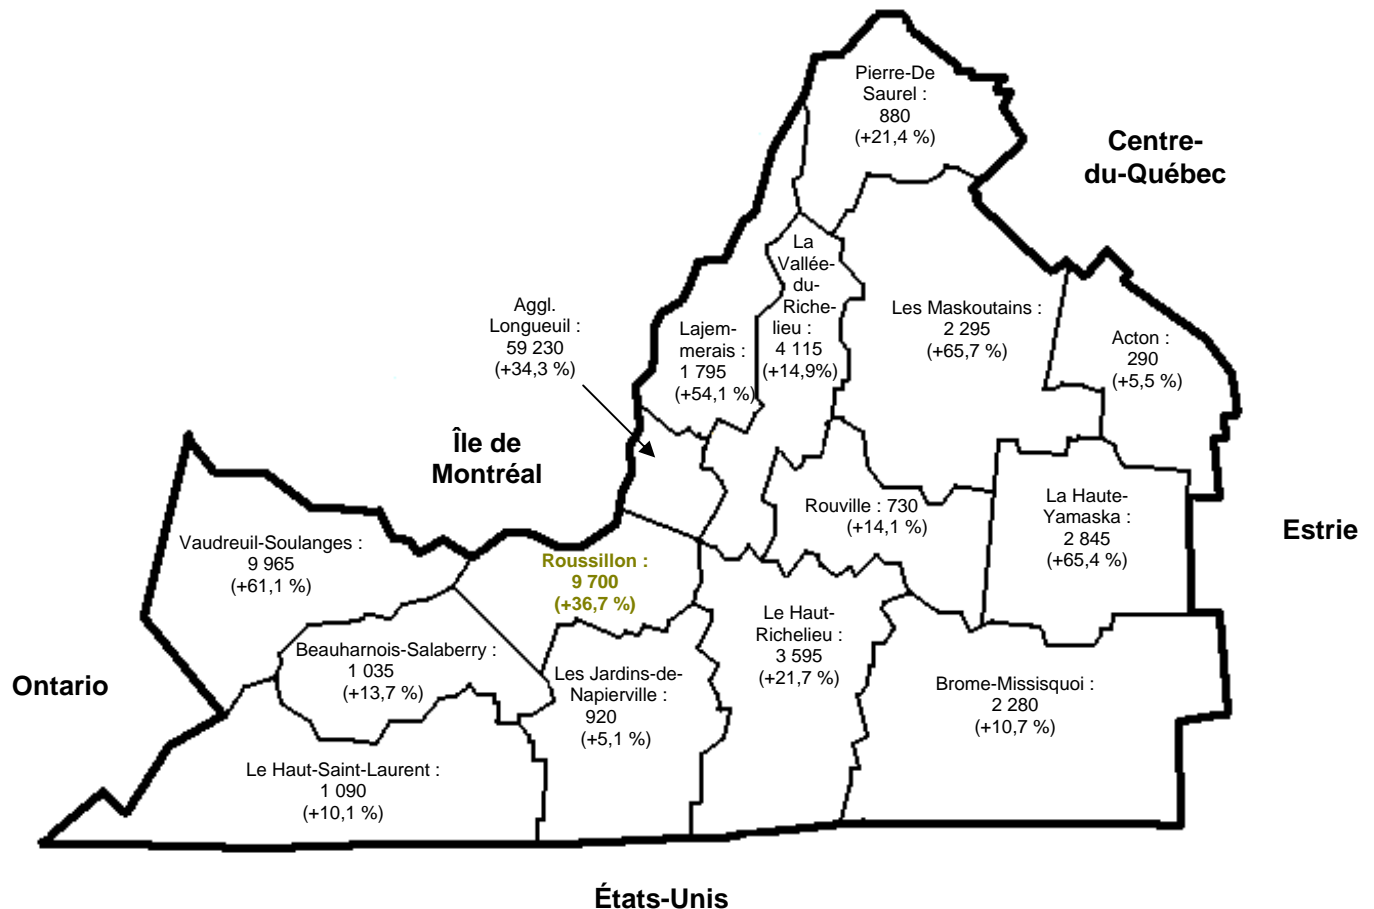 Pierre-De
Saurel :
880
(+21,4 %)
Centre-
du-Québec
La
Vallée-
du-
Riche-
lieu :
4 115
(+14,9%)
Les Maskoutains :
2 295
(+65,7 %)
Aggl.
Longueuil :
59 230
(+34,3 %)
Lajem-
merais :
1 795
(+54,1 %)
Acton :
290
(+5,5 %)
Île de
Montréal
Rouville : 730
(+14,1 %)
La Haute-
Yamaska :
2 845
(+65,4 %)
Estrie
Vaudreuil-Soulanges :
9 965
(+61,1 %)
Roussillon :
9 700
(+36,7 %)
Le Haut-
Richelieu :
3 595
(+21,7 %)
Beauharnois-Salaberry :
1 035
(+13,7 %)
Les Jardins-de-
Napierville :
920
(+5,1 %)
Brome-Missisquoi :
2 280
(+10,7 %)
Ontario
Le Haut-Saint-Laurent :
1 090
(+10,1 %)
États-Unis